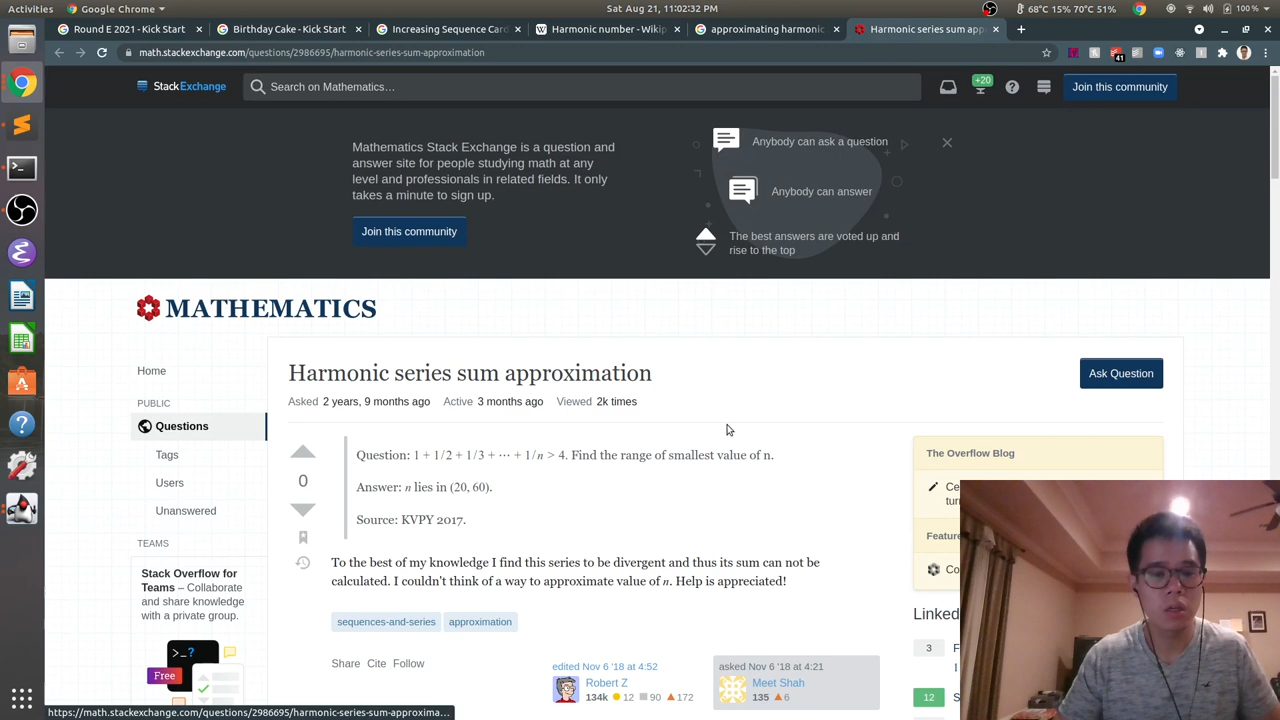 Activities
Google Chrome
Sat Aug 21, 11:02:32 PM
68°C 15% 70°C 51%
100 %
Round E 2021 - Kick Start
Birthday Cake - Kick Start
Increasing Sequence Card
Harmonic number - Wikip
approximating harmonic
Harmonic series sum app
math.stackexchange.com/questions/2986695/harmonic-series-sum-approximation
41
StackExchange
Search on Mathematics…
+20
Join this community
Mathematics Stack Exchange is a question and
answer site for people studying math at any
level and professionals in related fields. It only
takes a minute to sign up.
Join this community
Anybody can ask a question
Anybody can answer
The best answers are voted up and
rise to the top
MATHEMATICS
Home
PUBLIC
Questions
Tags
Users
Unanswered
TEAMS
Stack Overflow for
Teams – Collaborate
and share knowledge
with a private group.
>_?
Free
Harmonic series sum approximation
Ask Question
Asked 2 years, 9 months ago Active 3 months ago Viewed 2k times
0
Question: 1 + 1/2 + 1/3 + ⋯ + 1/n > 4. Find the range of smallest value of n.
Answer: n lies in (20, 60).
Source: KVPY 2017.
To the best of my knowledge I find this series to be divergent and thus its sum can not be
calculated. I couldn't think of a way to approximate value of n. Help is appreciated!
sequences-and-series
approximation
Share Cite Follow
edited Nov 6 '18 at 4:52
Robert Z
134k 12 90 172
asked Nov 6 '18 at 4:21
Meet Shah
135 6
The Overflow Blog
Ce
Feature
Co
Linked
3
12
https://math.stackexchange.com/questions/2986695/harmonic-series-sum-approxima...